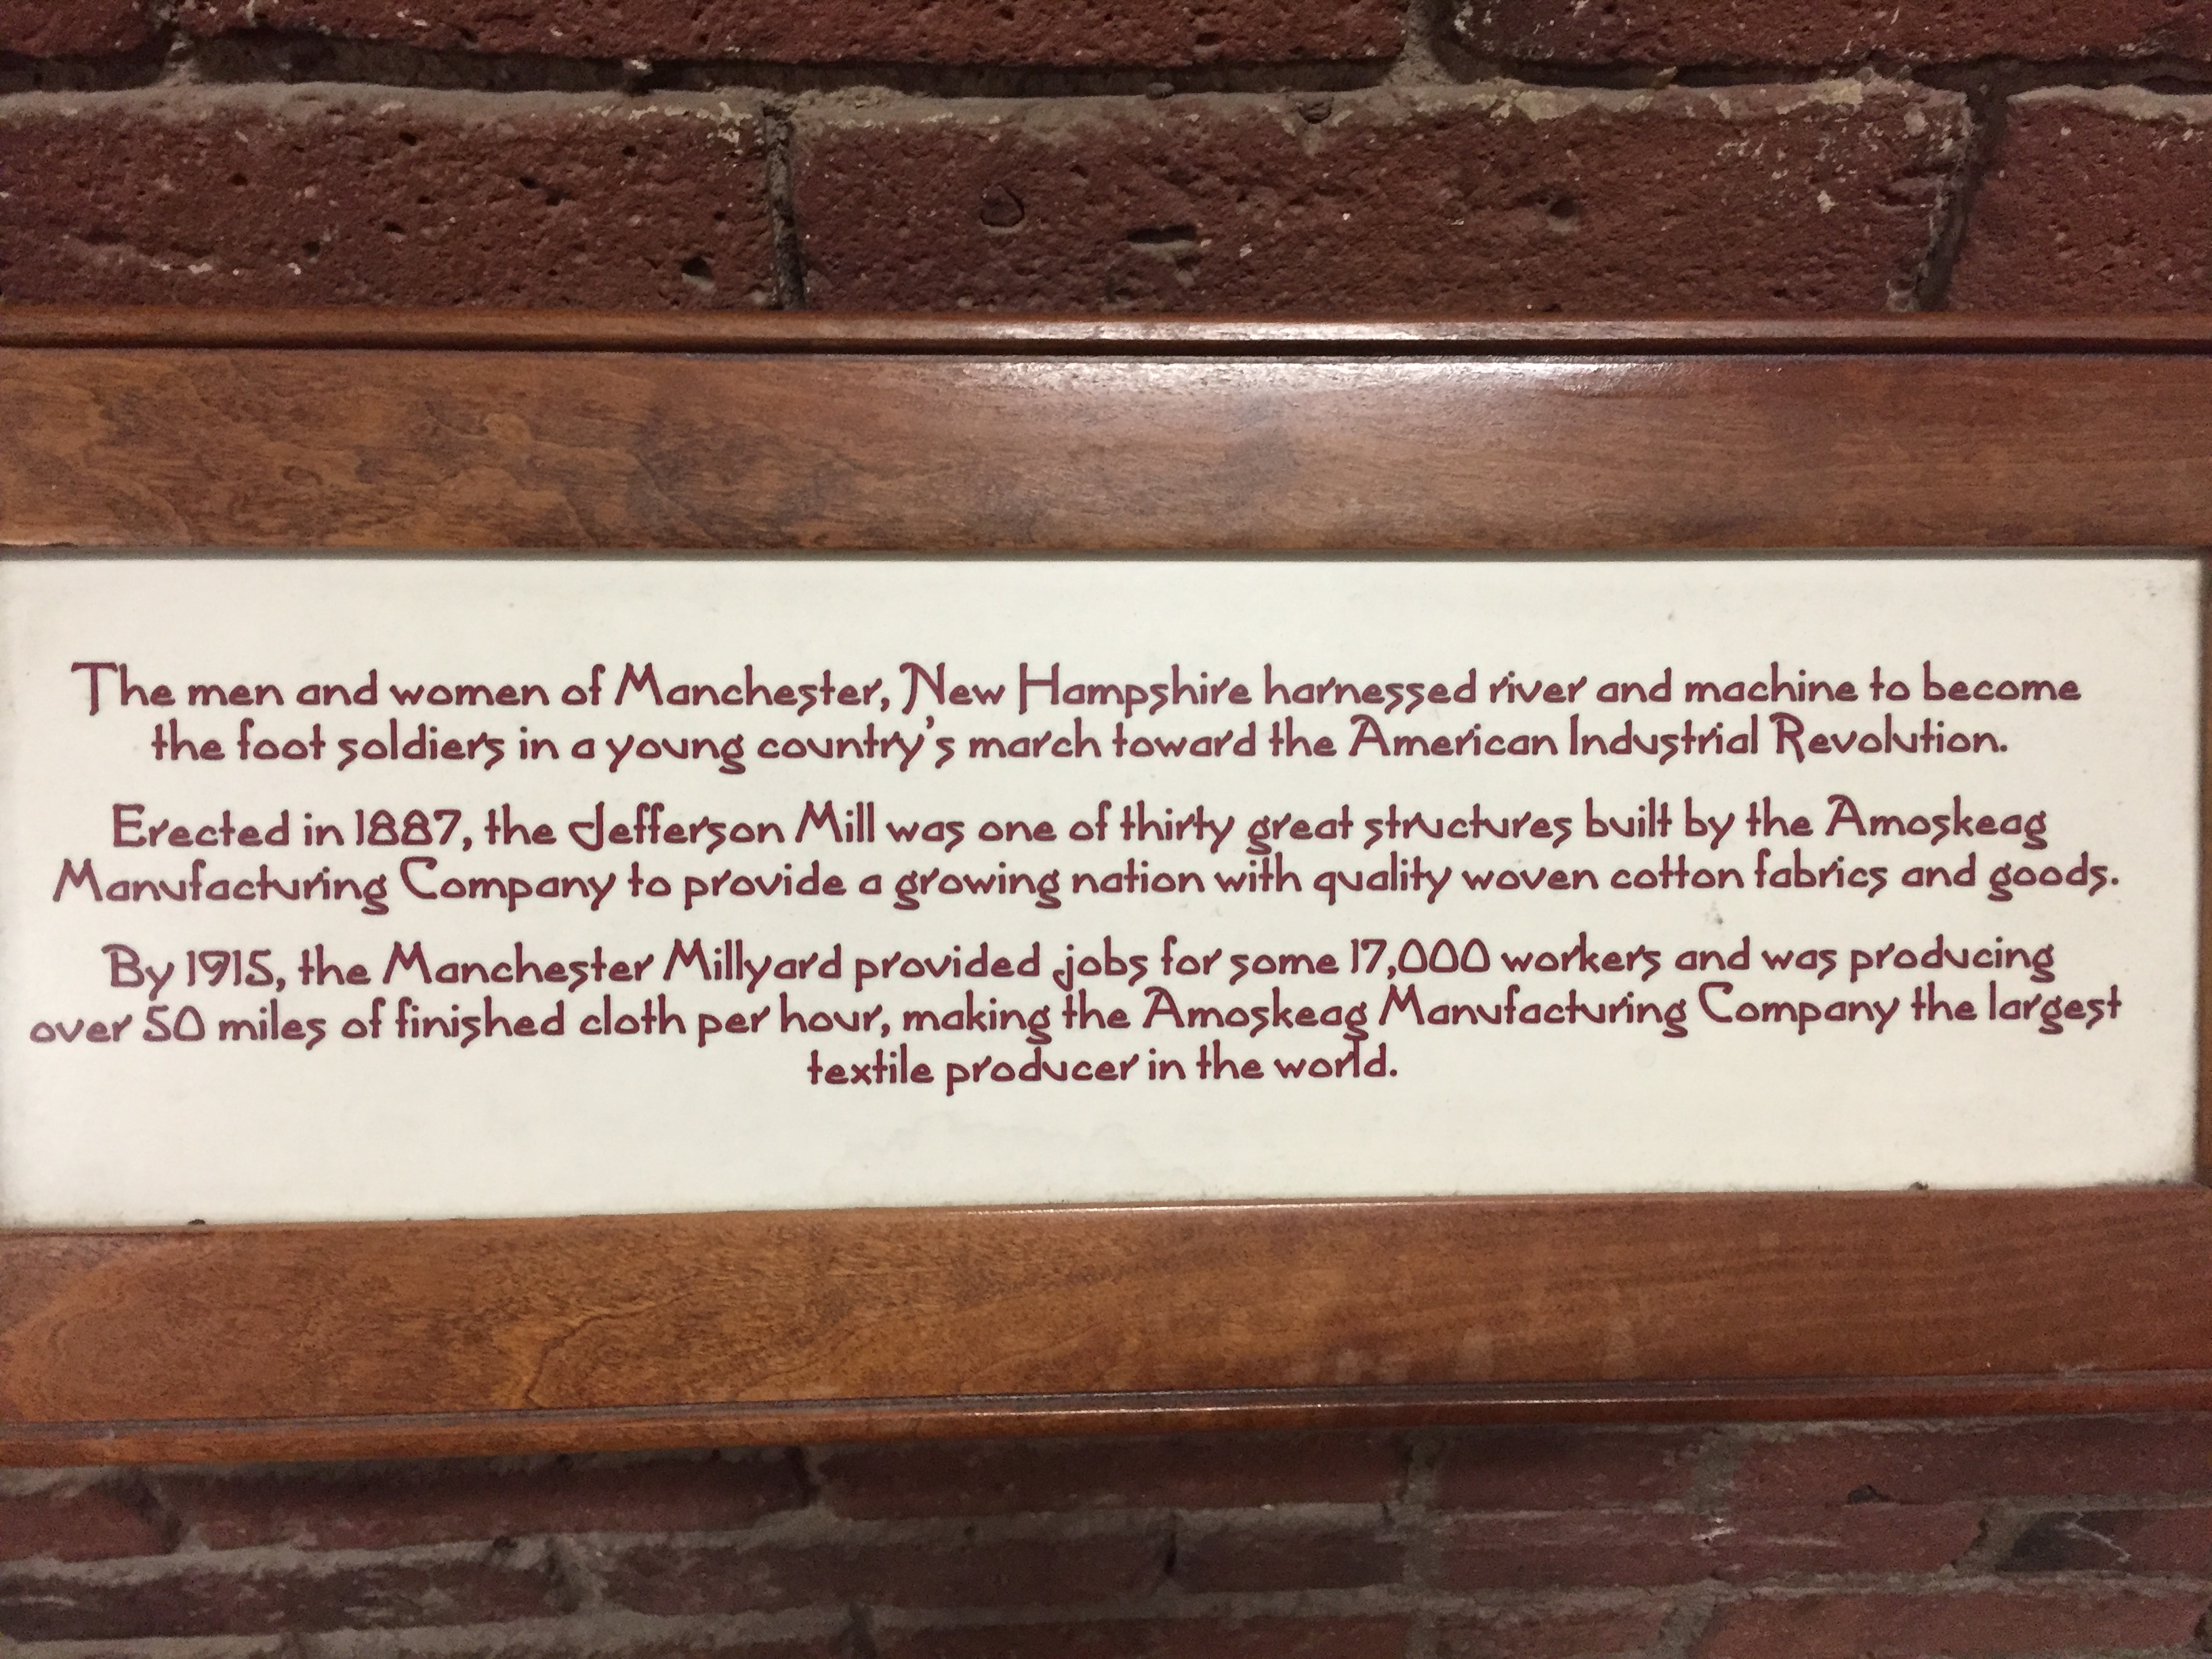 The men and women of Manchester, New Hampshire harnessed river and machine to become
the foot soldiers in a young country's march toward the American Industrial Revolution.
Erected in 1887, the Jefferson Mill was one of thirty great structures built by the Amoskeag
Manufacturing Company to provide a growing nation with quality woven cotton fabrics and goods.
By 1915, the Manchester Millyard provided jobs for some 17,000 workers and was producing
over 50 miles of finished cloth per hour, making the Amoskeag Manufacturing Company the largest
textile producer in the world.